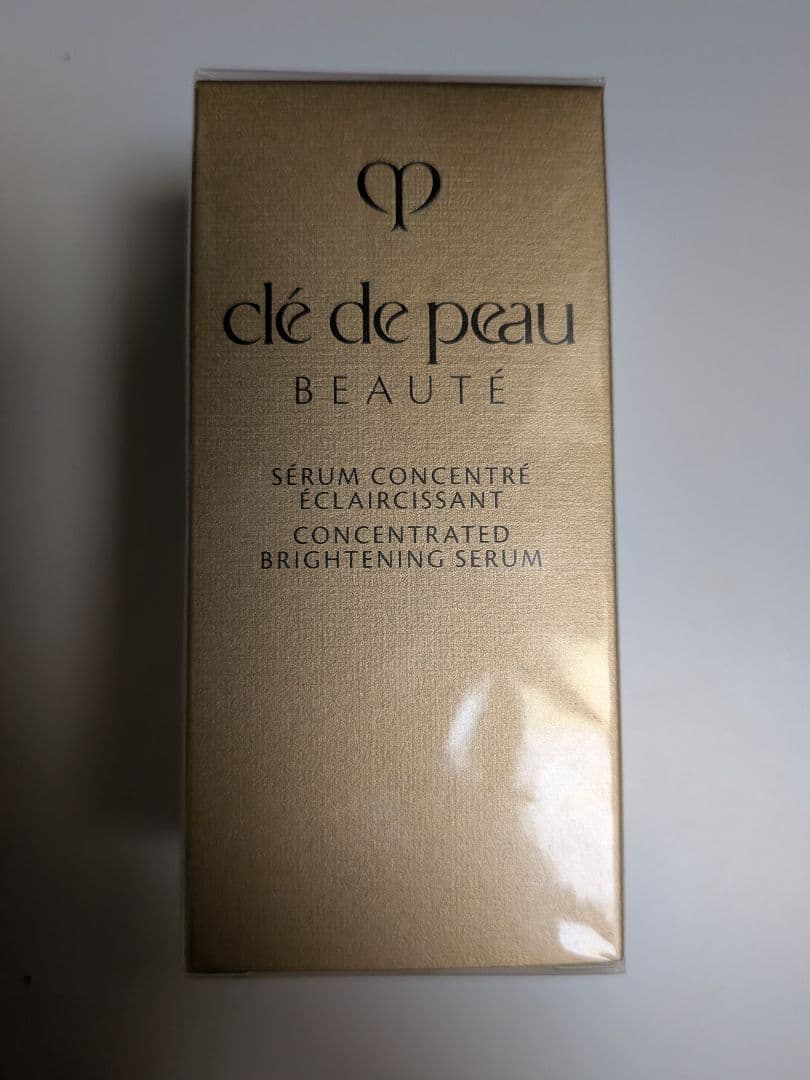 clé de peau
BEAUTÉ
SÉRUM CONCENTRÉ
ÉCLAIRCISSANT
CONCENTRATED
BRIGHTENING SERUM